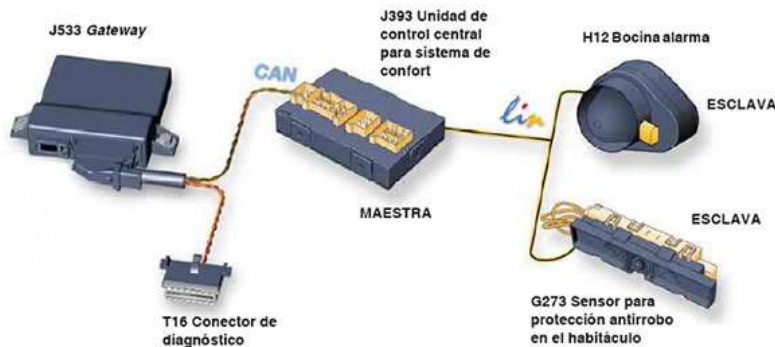 J533 Gateway
J393 Unidad de
control central
para sistema de
confort
H12 Bocina alarma
CAN
lin
ESCLAVA
MAESTRA
ESCLAVA
T16 Conector de
diagnóstico
G273 Sensor para
protección antirrobo
en el habitáculo